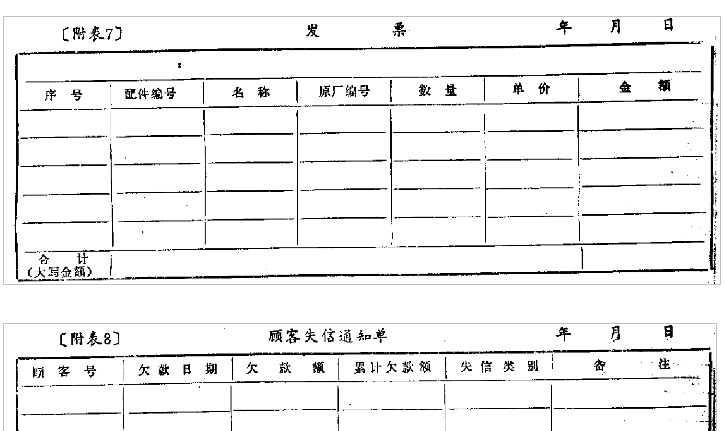 〔附表7〕 发 票 年 月 日
序 号 配件编号 名 称 原厂编号 数 量 单 价 金 额
合 计
(大写金额)
〔附表8〕 顾客失信通知单 年 月 日
顾 客 号 欠 款 日 期 欠 款 额 累计欠款额 失 信 类 别 备 注